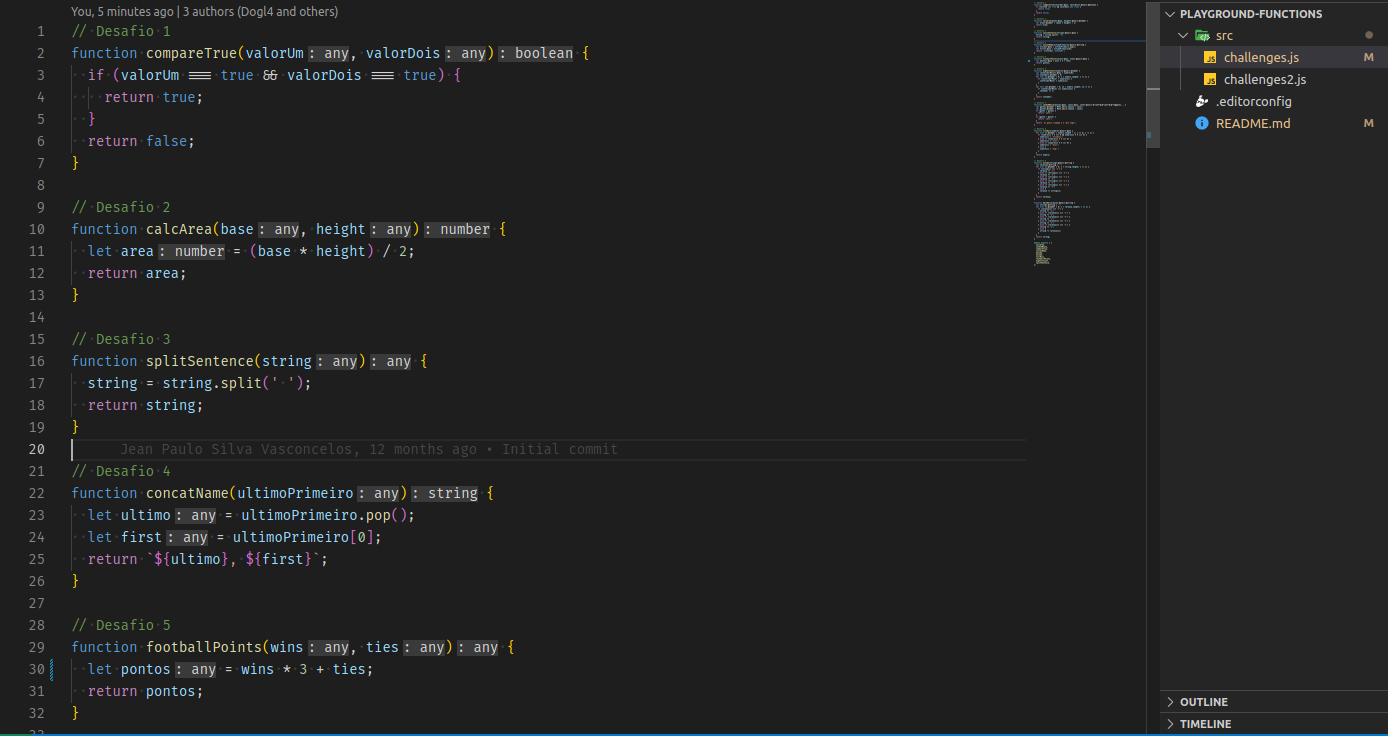 You, 5 minutes ago | 3 authors (Dogl4 and others)
1 // Desafio 1
2 function compareTrue(valorUm: any, valorDois: any): boolean {
3 if (valorUm === true && valorDois === true) {
4 return true;
5 }
6 return false;
7 }
8
9 // Desafio 2
10 function calcArea(base: any, height: any): number {
11 let area: number = (base * height) / 2;
12 return area;
13 }
14
15 // Desafio 3
16 function splitSentence(string: any): any {
17 string = string.split(' ');
18 return string;
19 }
20 Jean Paulo Silva Vasconcelos, 12 months ago • Initial commit
21 // Desafio 4
22 function concatName(ultimoPrimeiro: any): string {
23 let ultimo: any = ultimoPrimeiro.pop();
24 let first: any = ultimoPrimeiro[0];
25 return `${ultimo}, ${first}`;
26 }
27
28 // Desafio 5
29 function footballPoints(wins: any, ties: any): any {
30 let pontos: any = wins * 3 + ties;
31 return pontos;
32 }
33
PLAYGROUND-FUNCTIONS
src
JS challenges.js M
JS challenges2.js
.editorconfig
README.md M
OUTLINE
TIMELINE